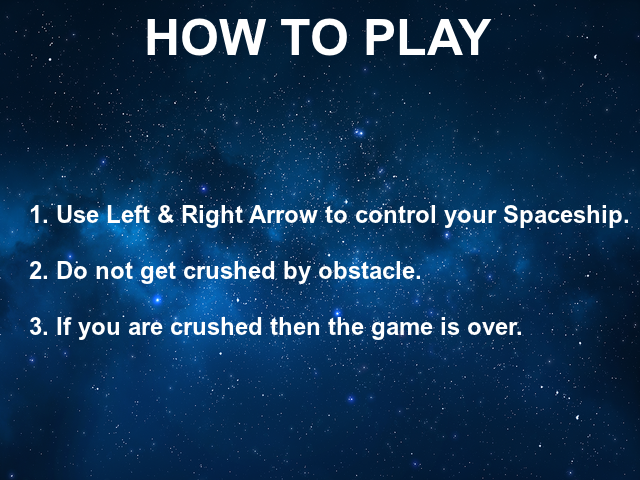 HOW TO PLAY
1. Use Left & Right Arrow to control your Spaceship.
2. Do not get crushed by obstacle.
3. If you are crushed then the game is over.